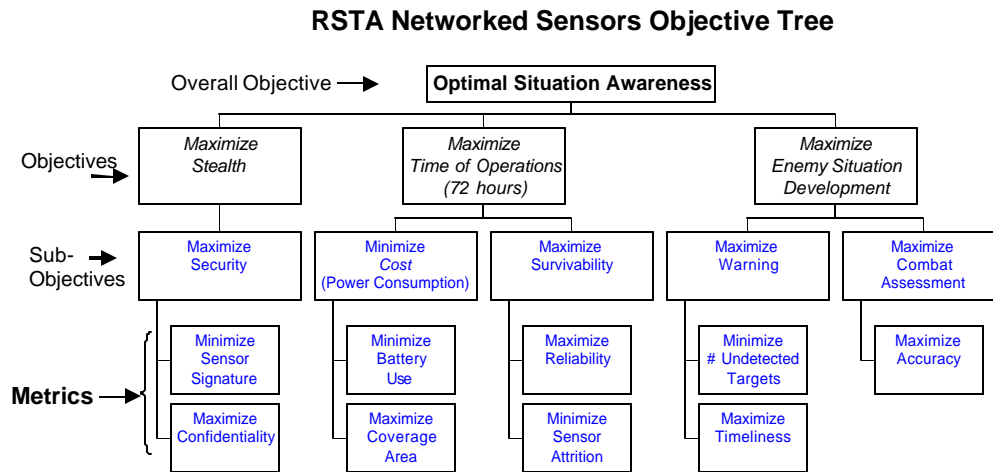 RSTA Networked Sensors Objective Tree
Overall Objective
Optimal Situation Awareness
Objectives
Maximize
Stealth
Maximize
Time of Operations
(72 hours)
Maximize
Enemy Situation
Development
Sub-
Objectives
Maximize
Security
Minimize
Cost
(Power Consumption)
Maximize
Survivability
Maximize
Warning
Maximize
Combat
Assessment
Metrics
Minimize
Sensor
Signature
Minimize
Battery
Use
Maximize
Reliability
Minimize
# Undetected
Targets
Maximize
Accuracy
Maximize
Confidentiality
Maximize
Coverage
Area
Minimize
Sensor
Attrition
Maximize
Timeliness